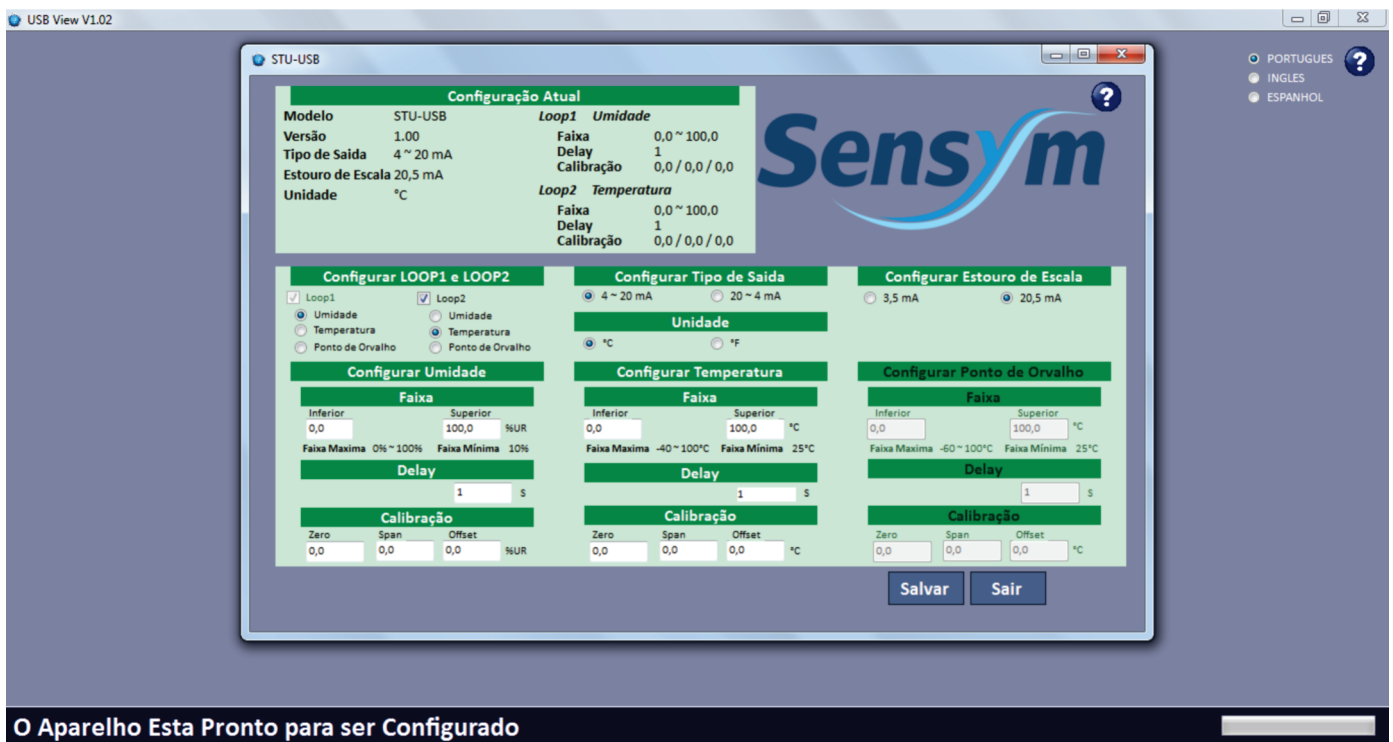 USB View V1.02
PORTUGUES
INGLES
ESPANHOL
STU-USB
Configuração Atual
Modelo STU-USB
Versão 1.00
Tipo de Saida 4 ~ 20 mA
Estouro de Escala 20,5 mA
Unidade °C
Loop1 Umidade
Faixa 0,0 ~ 100,0
Delay 1
Calibração 0,0 / 0,0 / 0,0
Loop2 Temperatura
Faixa 0,0 ~ 100,0
Delay 1
Calibração 0,0 / 0,0 / 0,0
Sensym
Configurar LOOP1 e LOOP2
Loop1 Loop2
Umidade Umidade
Temperatura Temperatura
Ponto de Orvalho Ponto de Orvalho
Configurar Tipo de Saida
4 ~ 20 mA 20 ~ 4 mA
Unidade
°C °F
Configurar Estouro de Escala
3,5 mA 20,5 mA
Configurar Umidade
Faixa
Inferior Superior
0,0 100,0 %UR
Faixa Maxima 0% ~ 100% Faixa Mínima 10%
Delay
1 S
Calibração
Zero Span Offset
0,0 0,0 0,0 %UR
Configurar Temperatura
Faixa
Inferior Superior
0,0 100,0 °C
Faixa Maxima -40 ~ 100°C Faixa Mínima 25°C
Delay
1 S
Calibração
Zero Span Offset
0,0 0,0 0,0 °C
Configurar Ponto de Orvalho
Faixa
Inferior Superior
0,0 100,0 °C
Faixa Maxima -60 ~ 100°C Faixa Mínima 25°C
Delay
1 S
Calibração
Zero Span Offset
0,0 0,0 0,0 °C
Salvar Sair
O Aparelho Esta Pronto para ser Configurado